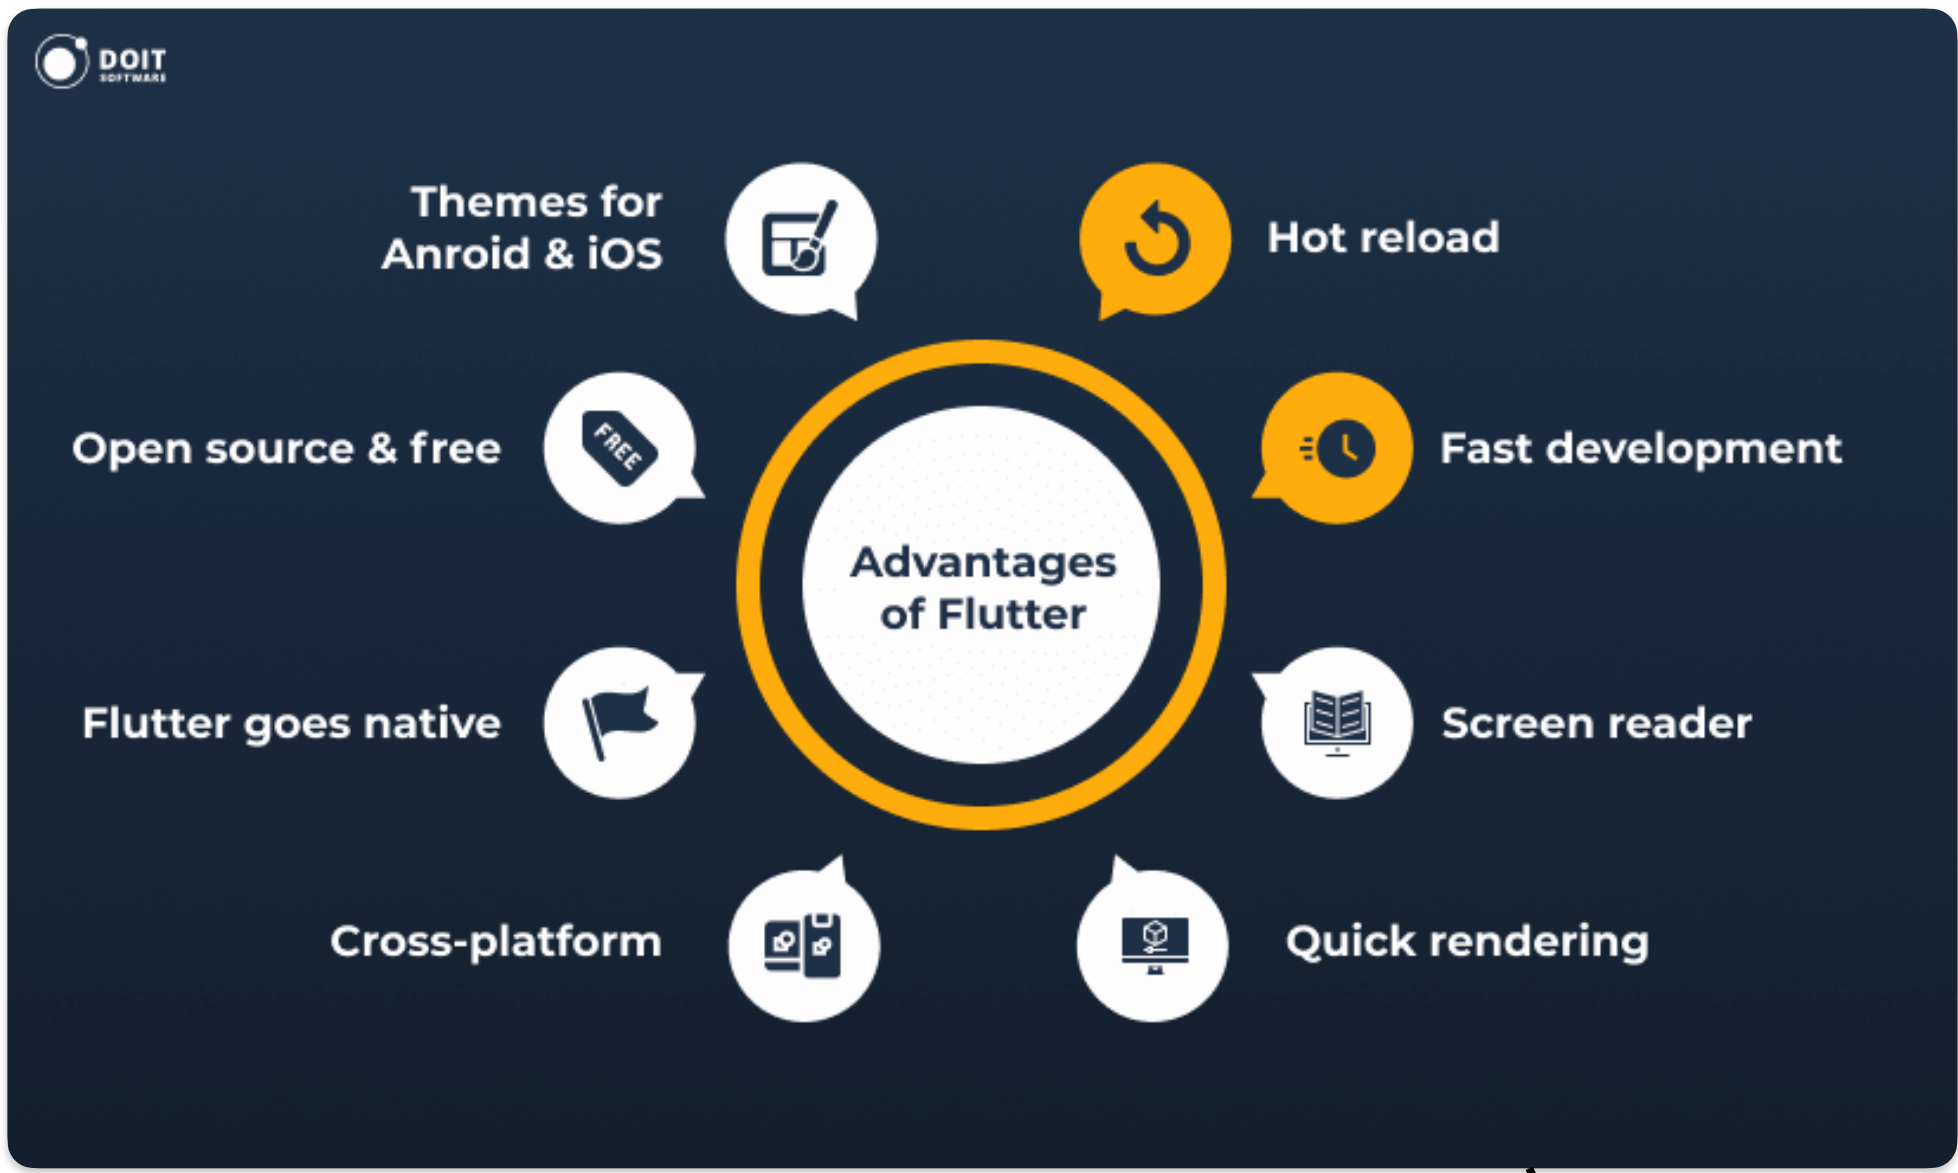 DOIT
SOFTWARE
Themes for
Anroid & iOS
Hot reload
Open source & free
FREE
Fast development
Advantages
of Flutter
Flutter goes native
Screen reader
Cross-platform
Quick rendering